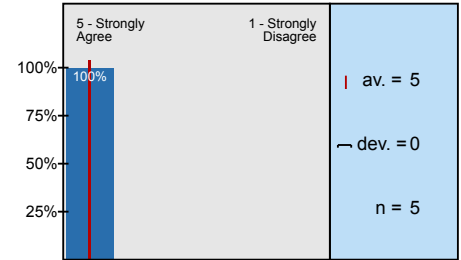 5 - Strongly Agree
1 - Strongly Disagree
100%
100%
75%
50%
25%
av. = 5
dev. = 0
n = 5